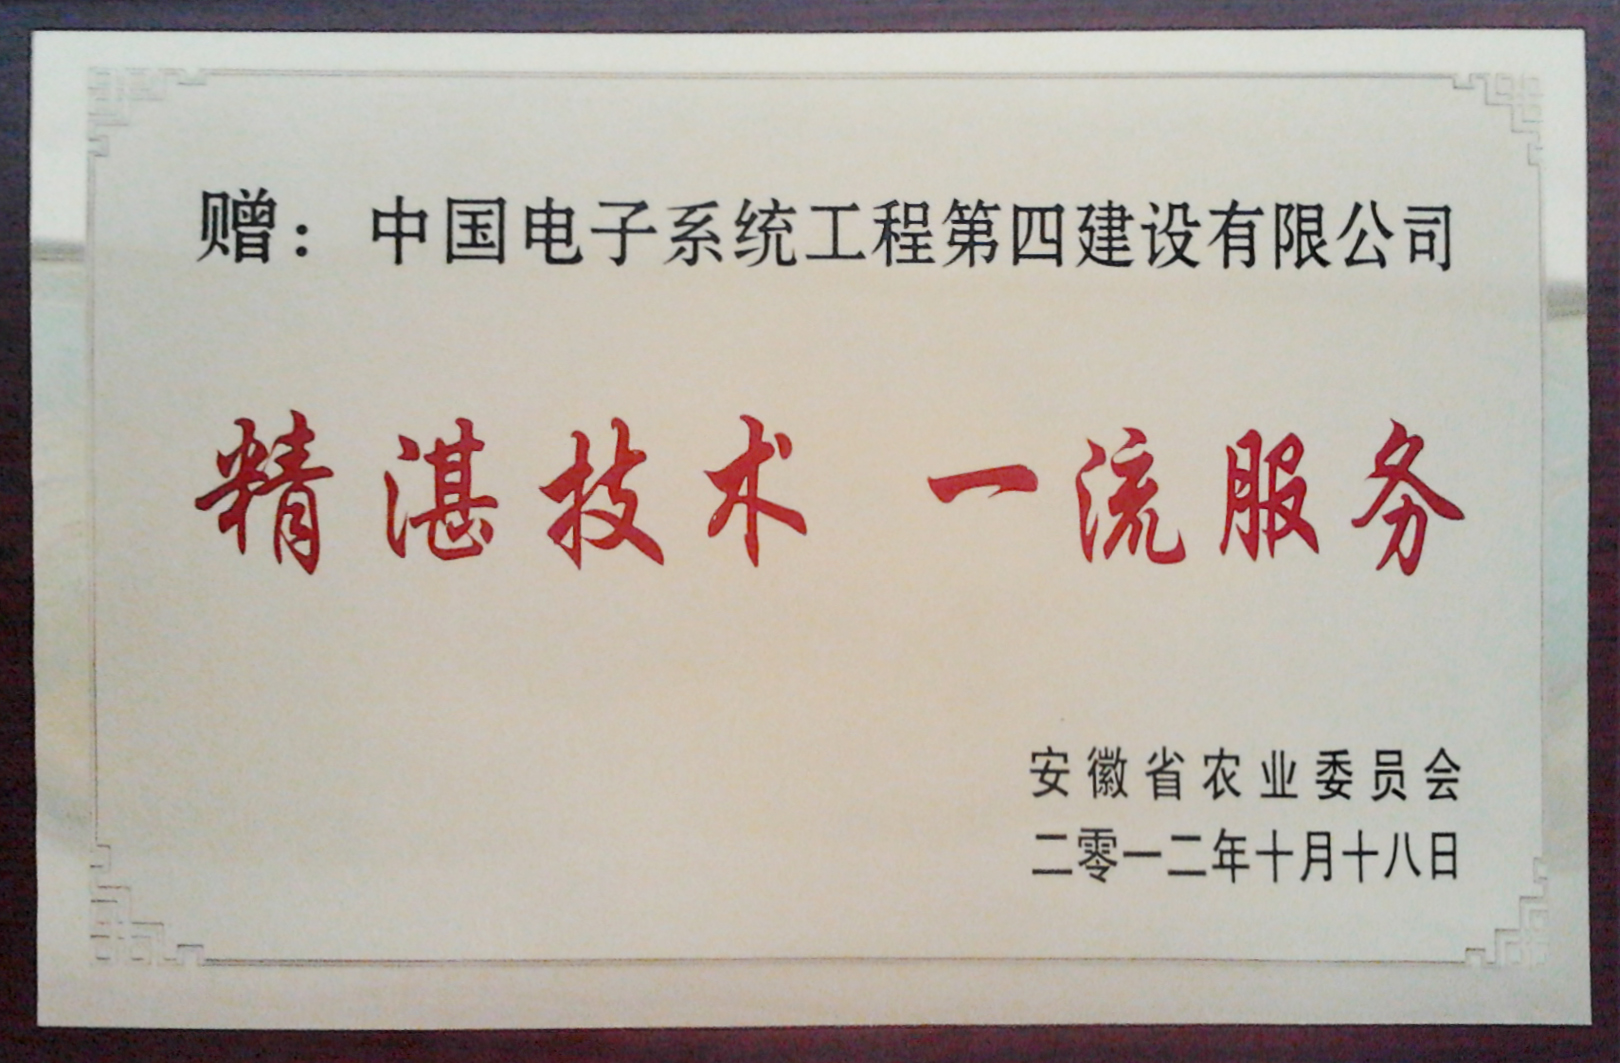 赠：中国电子系统工程第四建设有限公司
精湛技术 一流服务
安徽省农业委员会
二零一二年十月十八日